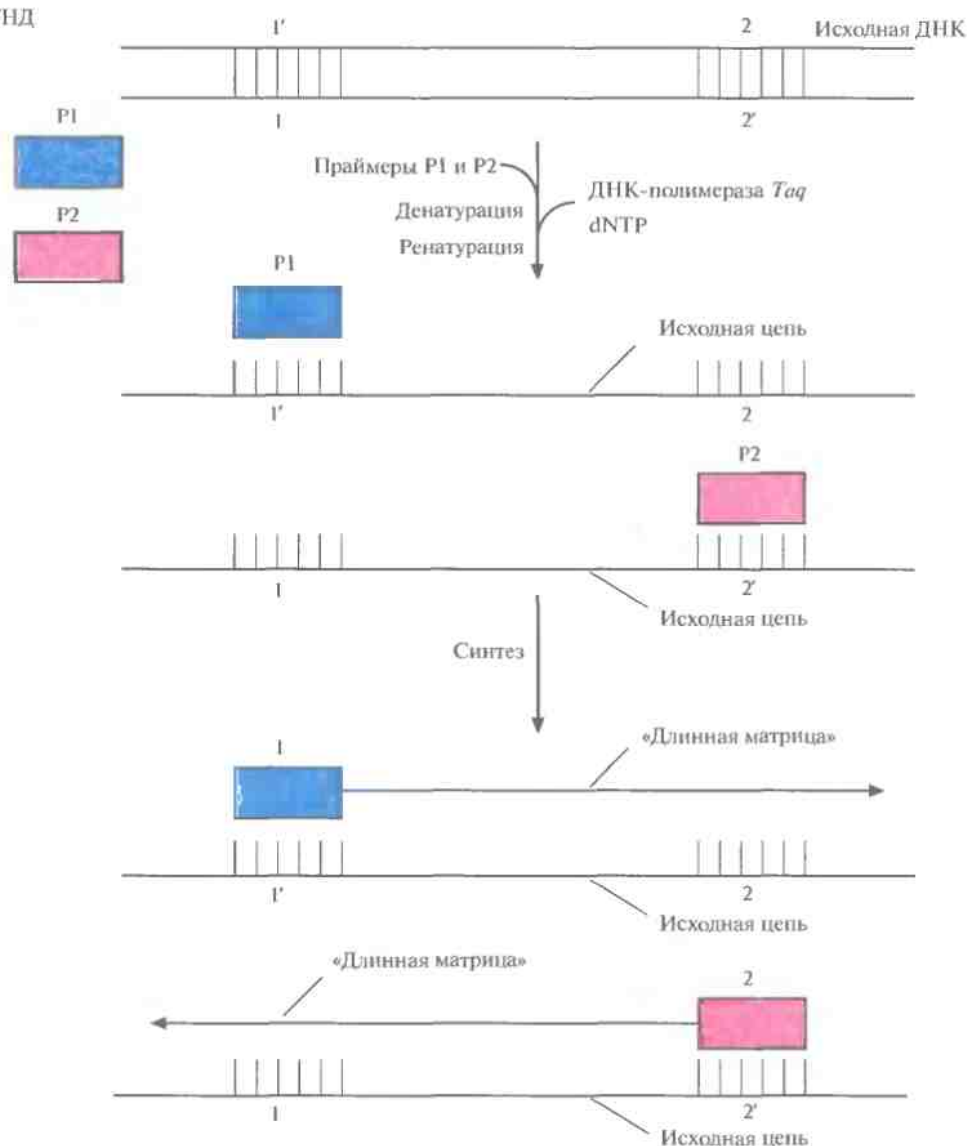 НД
1′ 2 Исходная ДНК
1 2′
P1
Праймеры P1 и P2
ДНК-полимераза Taq
P2
Денатурация
dNTP
Ренатурация
P1
Исходная цепь
1′ 2
P2
1 2′
Исходная цепь
Синтез
1
«Длинная матрица»
1′ 2
Исходная цепь
«Длинная матрица»
2
1 2′
Исходная цепь